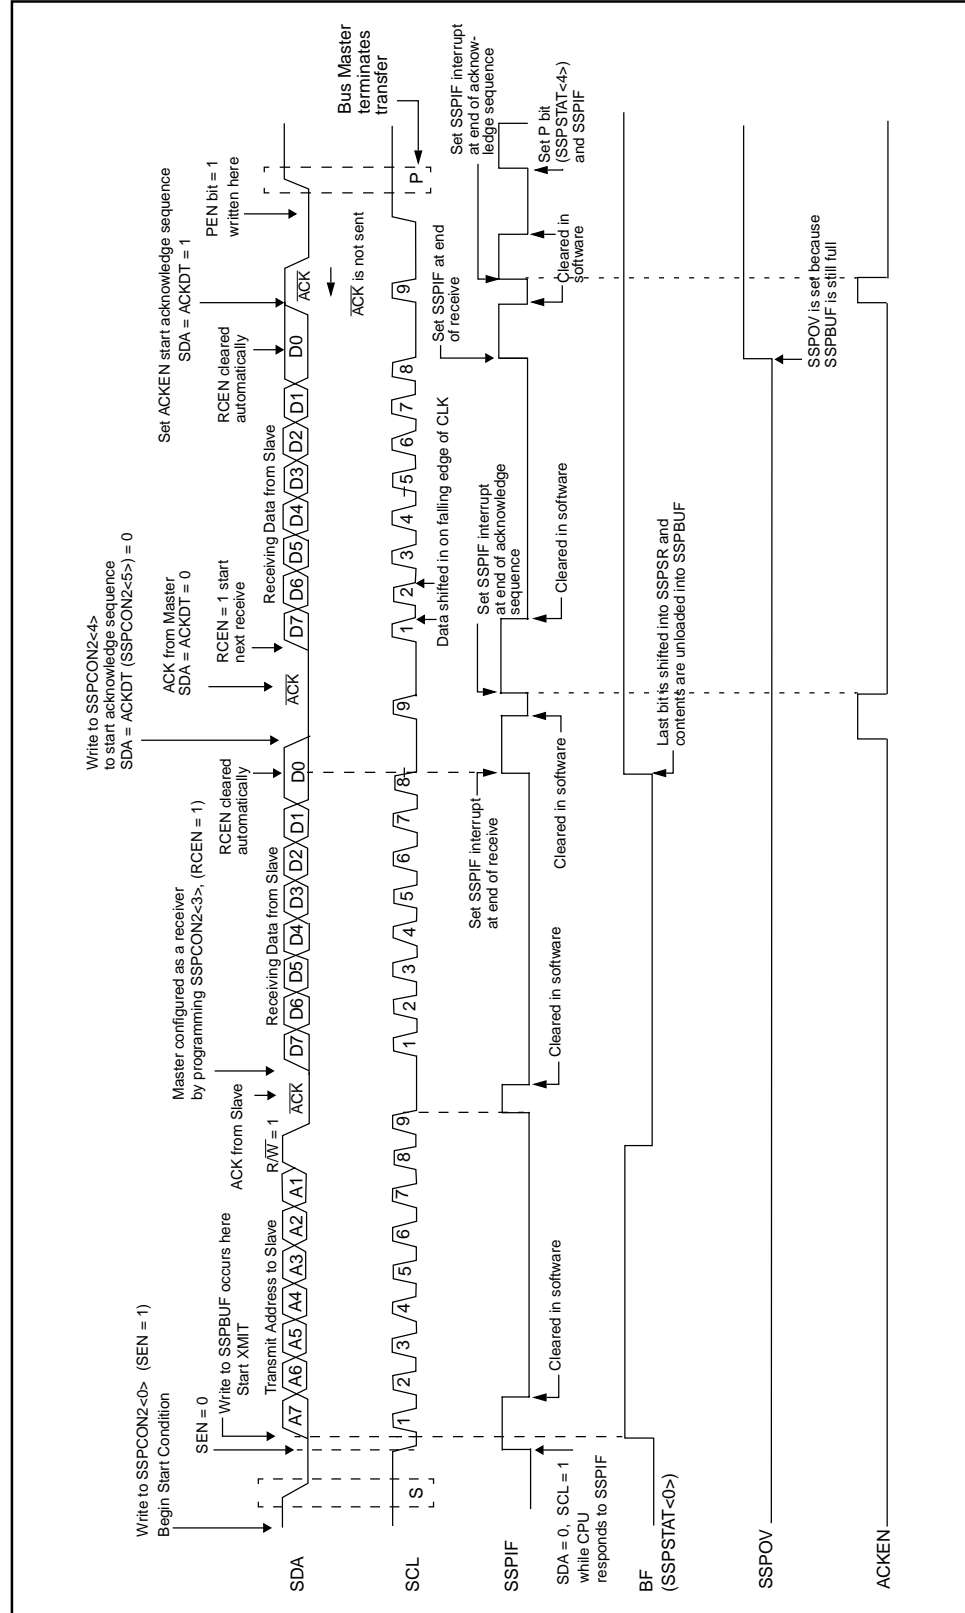 Write to SSPCON2<0> (SEN = 1)
Begin Start Condition
SEN = 0
Write to SSPBUF occurs here
Start XMIT
ACK from Slave
Master configured as a receiver
by programming SSPCON2<3>, (RCEN = 1)
RCEN cleared
automatically
Write to SSPCON2<4>
to start acknowledge sequence
SDA = ACKDT (SSPCON2<5>) = 0
ACK from Master
SDA = ACKDT = 0
RCEN = 1 start
next receive
RCEN cleared
automatically
Set ACKEN start acknowledge sequence
SDA = ACKDT = 1
PEN bit = 1
written here
Transmit Address to Slave
R/W = 1
Receiving Data from Slave
Receiving Data from Slave
SDA
A7 A6 A5 A4 A3 A2 A1
ACK
D7 D6 D5 D4 D3 D2 D1 D0
ACK
D7 D6 D5 D4 D3 D2 D1 D0
ACK
ACK is not sent
Bus Master
terminates
transfer
SCL
S
1 2 3 4 5 6 7 8 9
1 2 3 4 5 6 7 8 9
1 2 3 4 5 6 7 8 9
P
Data shifted in on falling edge of CLK
Set SSPIF interrupt
at end of receive
Set SSPIF interrupt
at end of acknowledge
sequence
Set SSPIF at end
of receive
Set SSPIF interrupt
at end of acknow-
ledge sequence
SSPIF
SDA = 0, SCL = 1
while CPU
responds to SSPIF
Cleared in software
Cleared in software
Cleared in software
Cleared in software
Cleared in
software
Set P bit
(SSPSTAT<4>)
and SSPIF
BF
(SSPSTAT<0>)
Last bit is shifted into SSPSR and
contents are unloaded into SSPBUF
SSPOV
SSPOV is set because
SSPBUF is still full
ACKEN